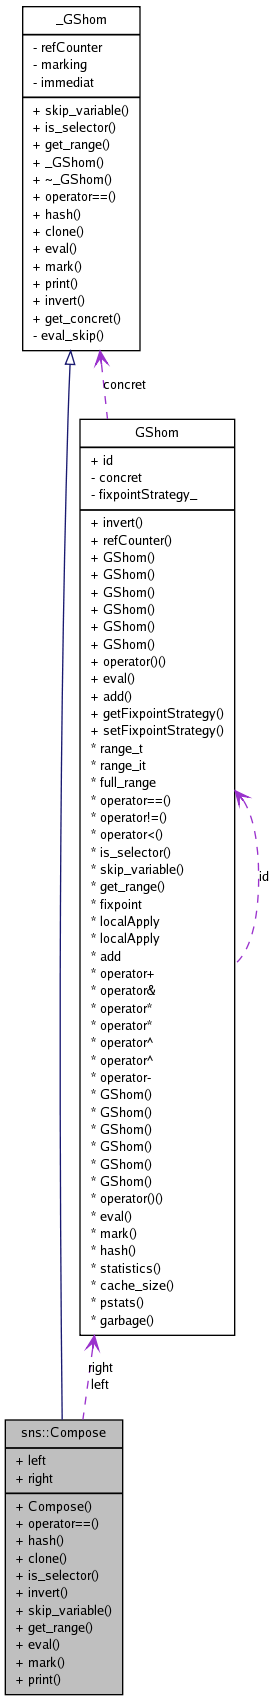 _GShom
- refCounter
- marking
- immediat
+ skip_variable()
+ is_selector()
+ get_range()
+ _GShom()
+ ~_GShom()
+ operator==()
+ hash()
+ clone()
+ eval()
+ mark()
+ print()
+ invert()
+ get_concret()
- eval_skip()
concret
GShom
+ id
- concret
- fixpointStrategy_
+ invert()
+ refCounter()
+ GShom()
+ GShom()
+ GShom()
+ GShom()
+ GShom()
+ GShom()
+ operator()()
+ eval()
+ add()
+ getFixpointStrategy()
+ setFixpointStrategy()
* range_t
* range_it
* full_range
* operator==()
* operator!=()
* operator<()
* is_selector()
* skip_variable()
* get_range()
* fixpoint
* localApply
* localApply
* add
* operator+
* operator&
* operator*
* operator*
* operator^
* operator^
* operator-
* GShom()
* GShom()
* GShom()
* GShom()
* GShom()
* GShom()
* operator()()
* eval()
* mark()
* hash()
* statistics()
* cache_size()
* pstats()
* garbage()
id
right
left
sns::Compose
+ left
+ right
+ Compose()
+ operator==()
+ hash()
+ clone()
+ is_selector()
+ invert()
+ skip_variable()
+ get_range()
+ eval()
+ mark()
+ print()